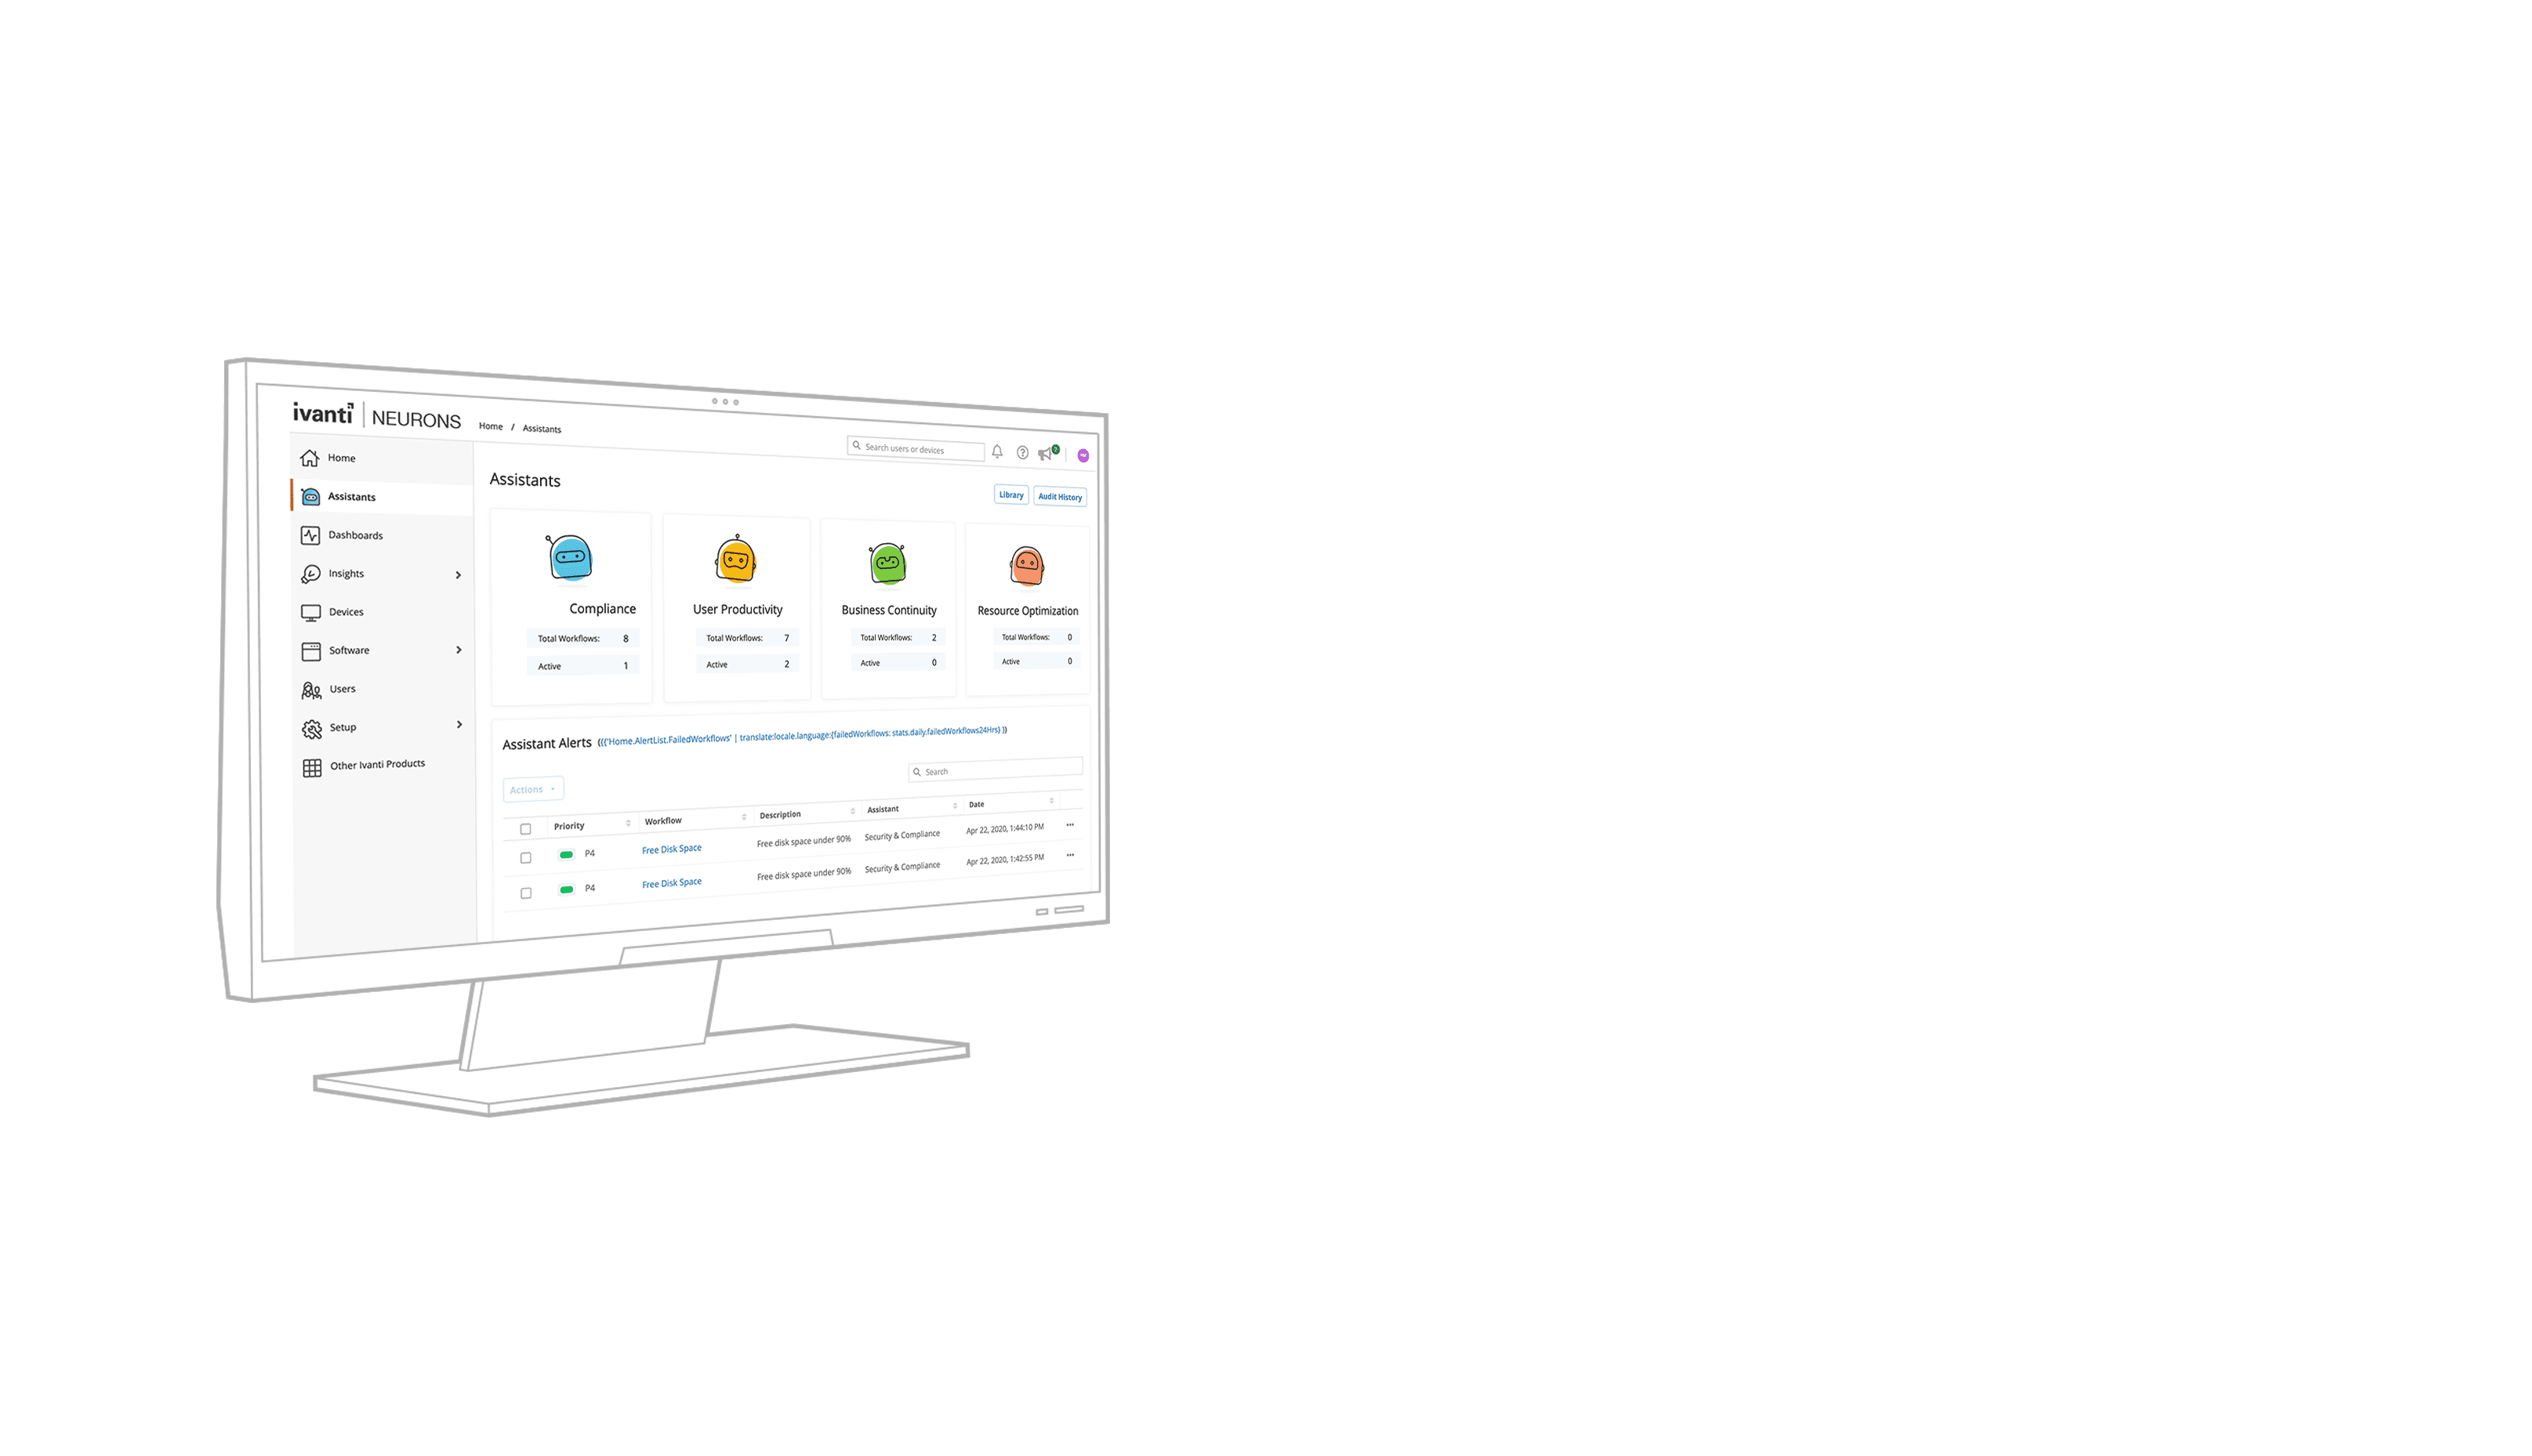 ivanti | NEURONS
Home / Assistants
Search users or devices
Home
Assistants
Dashboards
Insights
Devices
Software
Users
Setup
Other Ivanti Products
Assistants
Library
Audit History
Compliance
Total Workflows: 8
Active 1
User Productivity
Total Workflows: 7
Active 2
Business Continuity
Total Workflows: 2
Active 0
Resource Optimization
Total Workflows: 0
Active 0
Assistant Alerts ({{'Home.AlertList.FailedWorkflows' | translate:locale.language:{failedWorkflows: stats.daily.failedWorkflows24Hrs} })
Search
Actions
Priority Workflow Description Assistant Date
P4 Free Disk Space Free disk space under 90% Security & Compliance Apr 22, 2020, 1:44:10 PM
P4 Free Disk Space Free disk space under 90% Security & Compliance Apr 22, 2020, 1:42:55 PM